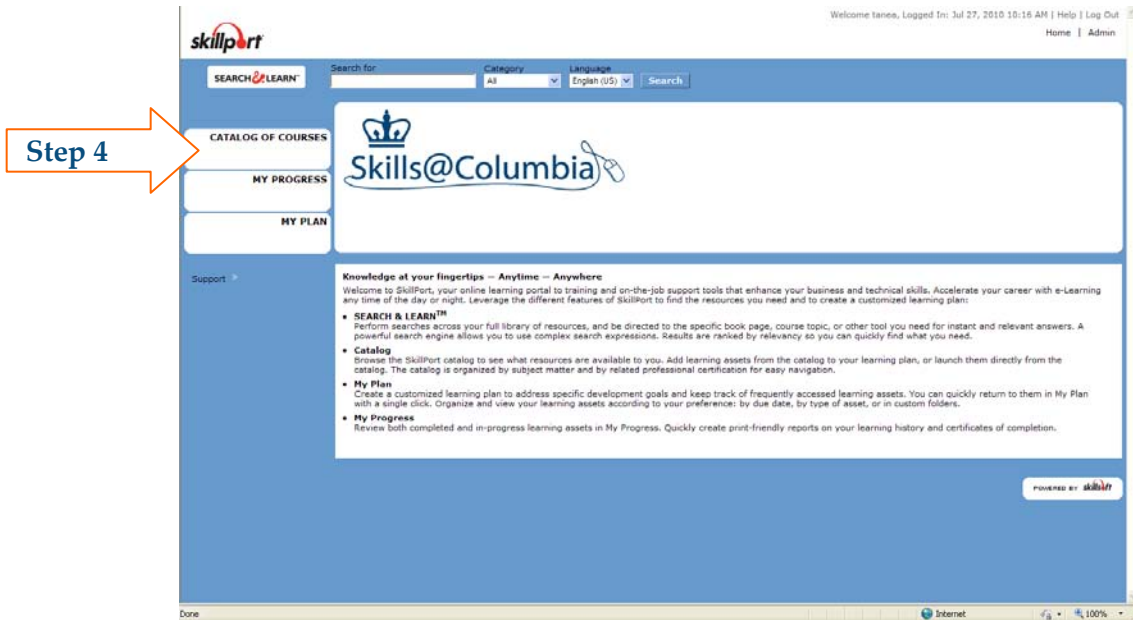 Welcome tanea, Logged In: Jul 27, 2010 10:16 AM | Help | Log Out
Home | Admin
skillport
SEARCH & LEARN™
Search for
Category
Language
All
English (US)
Search
Step 4
CATALOG OF COURSES
MY PROGRESS
MY PLAN
Skills@Columbia
Support
Knowledge at your fingertips — Anytime — Anywhere
Welcome to SkillPort, your online learning portal to training and on-the-job support tools that enhance your business and technical skills. Accelerate your career with e-Learning
any time of the day or night. Leverage the different features of SkillPort to find the resources you need and to create a customized learning plan:
• SEARCH & LEARN™
Perform searches across your full library of resources, and be directed to the specific book page, course topic, or other tool you need for instant and relevant answers. A
powerful search engine allows you to use complex search expressions. Results are ranked by relevancy so you can quickly find what you need.
• Catalog
Browse the SkillPort catalog to see what resources are available to you. Add learning assets from the catalog to your learning plan, or launch them directly from the
catalog. The catalog is organized by subject matter and by related professional certification for easy navigation.
• My Plan
Create a customized learning plan to address specific development goals and keep track of frequently accessed learning assets. You can quickly return to them in My Plan
with a single click. Organize and view your learning assets according to your preference: by due date, by type of asset, or in custom folders.
• My Progress
Review both completed and in-progress learning assets in My Progress. Quickly create print-friendly reports on your learning history and certificates of completion.
POWERED BY skillsoft
Done
Internet
100%